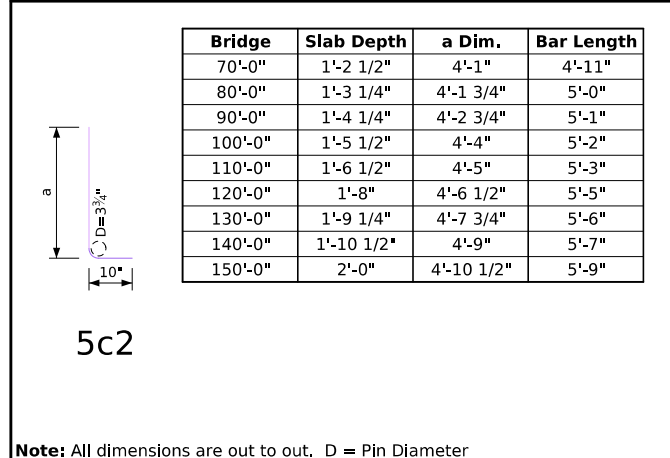 Bridge Slab Depth a Dim. Bar Length
70'-0" 1'-2 1/2" 4'-1" 4'-11"
80'-0" 1'-3 1/4" 4'-1 3/4" 5'-0"
90'-0" 1'-4 1/4" 4'-2 3/4" 5'-1"
100'-0" 1'-5 1/2" 4'-4" 5'-2"
110'-0" 1'-6 1/2" 4'-5" 5'-3"
120'-0" 1'-8" 4'-6 1/2" 5'-5"
130'-0" 1'-9 1/4" 4'-7 3/4" 5'-6"
140'-0" 1'-10 1/2" 4'-9" 5'-7"
150'-0" 2'-0" 4'-10 1/2" 5'-9"
a
D=3¾"
10"
5c2
Note: All dimensions are out to out. D = Pin Diameter